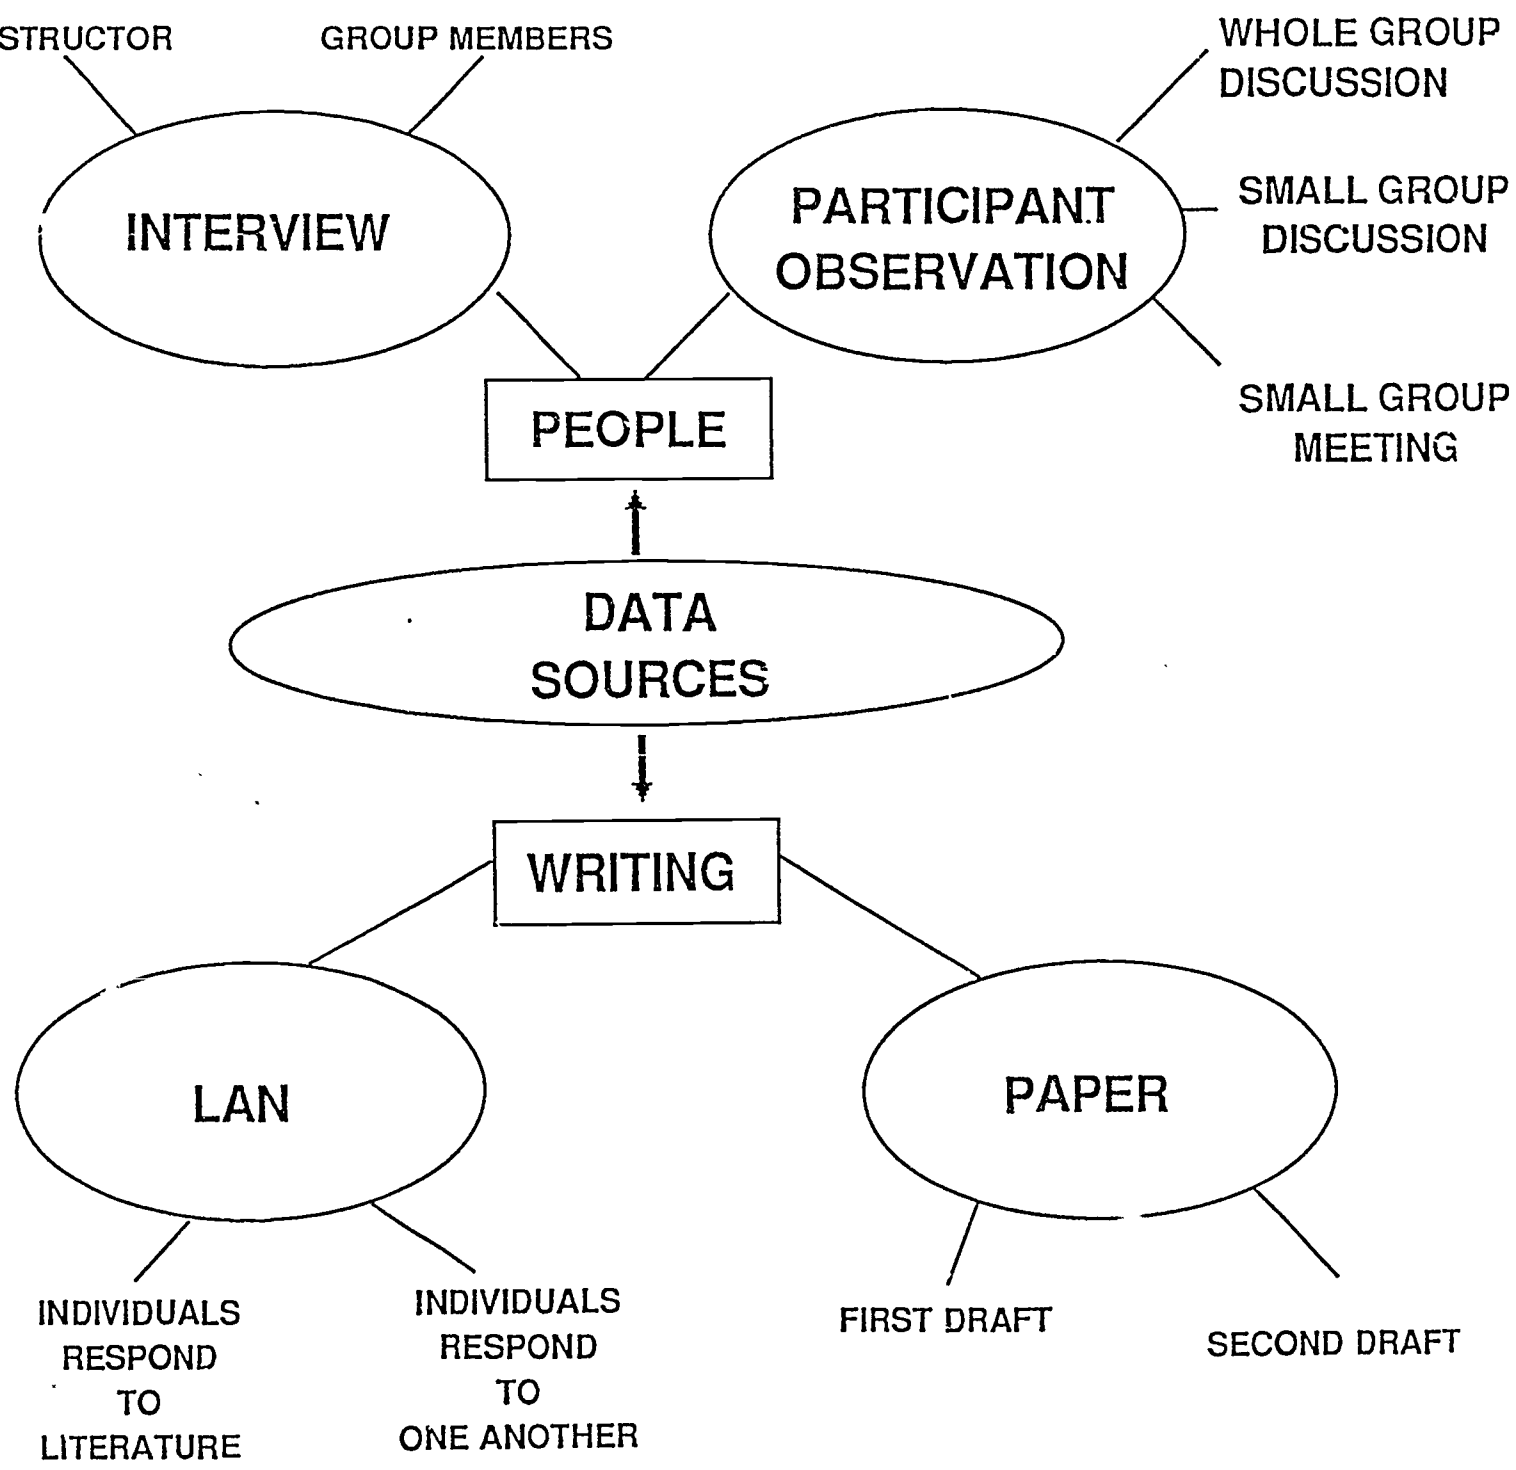 STRUCTOR
GROUP MEMBERS
WHOLE GROUP
DISCUSSION
INTERVIEW
PARTICIPANT
OBSERVATION
SMALL GROUP
DISCUSSION
SMALL GROUP
MEETING
PEOPLE
DATA
SOURCES
WRITING
LAN
PAPER
INDIVIDUALS
RESPOND
TO
LITERATURE
INDIVIDUALS
RESPOND
TO
ONE ANOTHER
FIRST DRAFT
SECOND DRAFT